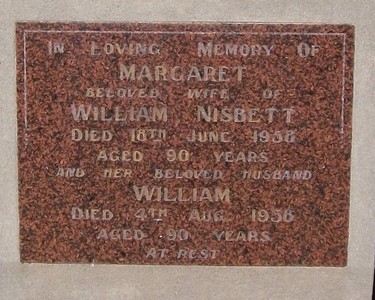 In Loving Memory Of
MARGARET
BELOVED WIFE OF
WILLIAM NISBETT
DIED 18TH JUNE 1956
AGED 90 YEARS
AND HER BELOVED HUSBAND
WILLIAM
DIED 4TH AUG. 1956
AGED 90 YEARS
AT REST